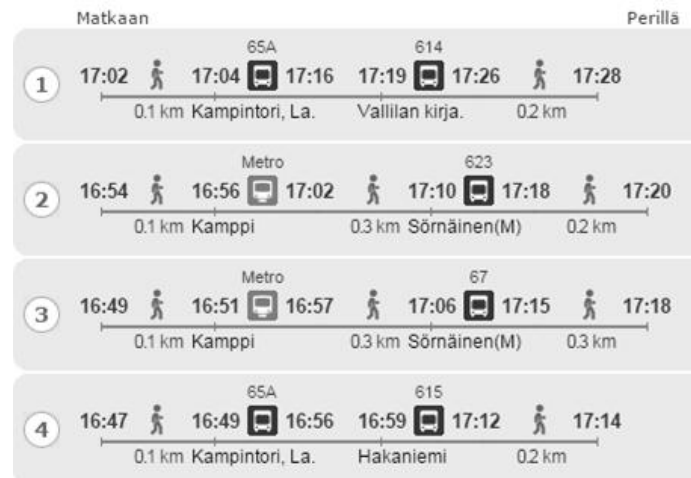 Matkaan Perillä
65A 614
1 17:02 17:04 17:16 17:19 17:26 17:28
0.1 km Kampintori, La. Vallilan kirja. 0.2 km
Metro 623
2 16:54 16:56 17:02 17:10 17:18 17:20
0.1 km Kamppi 0.3 km Sörnäinen(M) 0.2 km
Metro 67
3 16:49 16:51 16:57 17:06 17:15 17:18
0.1 km Kamppi 0.3 km Sörnäinen(M) 0.3 km
65A 615
4 16:47 16:49 16:56 16:59 17:12 17:14
0.1 km Kampintori, La. Hakaniemi 0.2 km